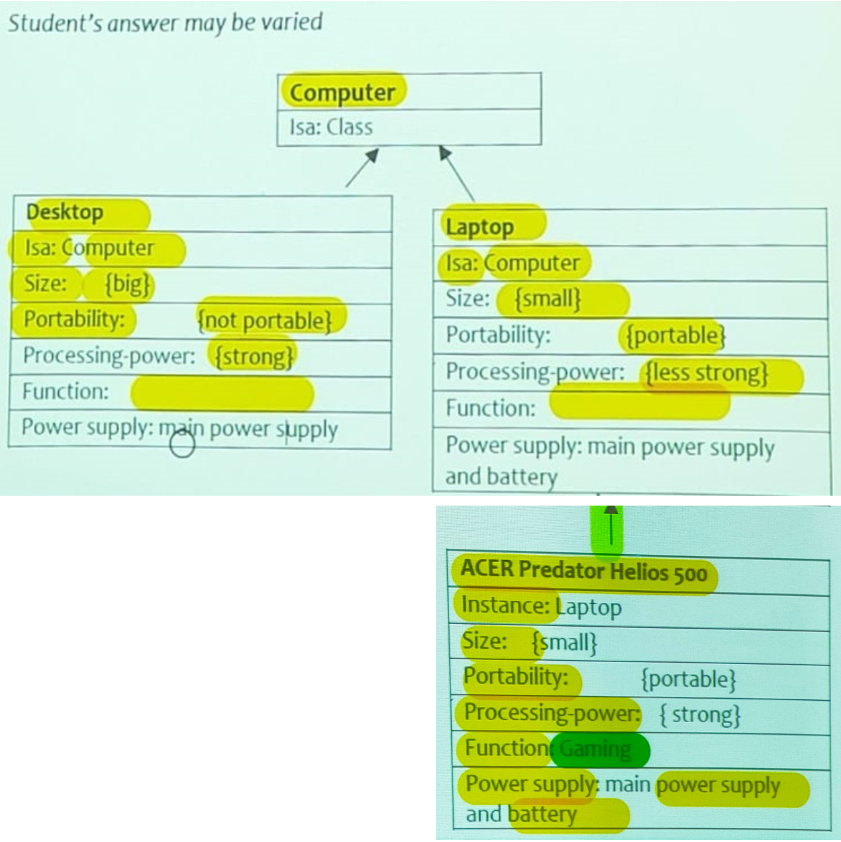 Student's answer may be varied
Computer
Isa: Class
Desktop
Isa: Computer
Size: {big}
Portability: {not portable}
Processing-power: {strong}
Function:
Power supply: main power supply
Laptop
Isa: Computer
Size: {small}
Portability: {portable}
Processing-power: {less strong}
Function:
Power supply: main power supply
and battery
ACER Predator Helios 500
Instance: Laptop
Size: {small}
Portability: {portable}
Processing-power: { strong}
Function: Gaming
Power supply: main power supply
and battery